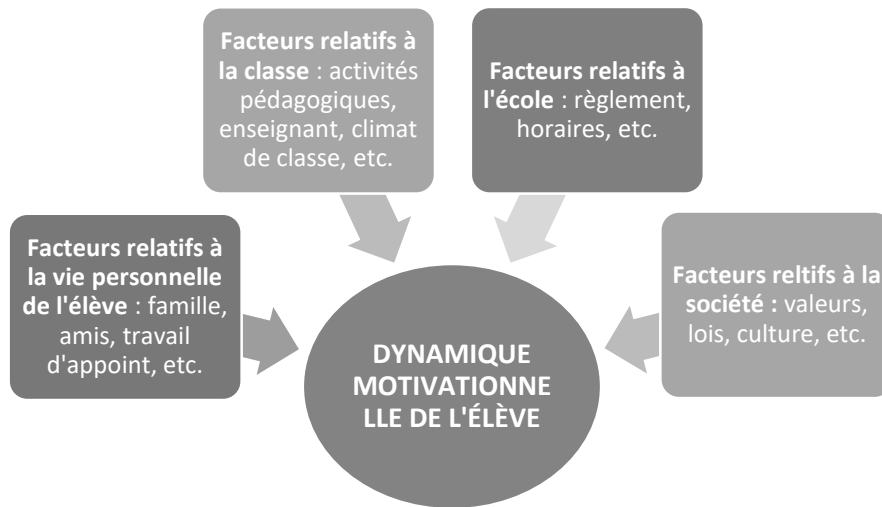 Facteurs relatifs à
la classe : activités
pédagogiques,
enseignant, climat
de classe, etc.
Facteurs relatifs à
l'école : règlement,
horaires, etc.
Facteurs relatifs à
la vie personnelle
de l'élève : famille,
amis, travail
d'appoint, etc.
Facteurs reltifs à la
société : valeurs,
lois, culture, etc.
DYNAMIQUE
MOTIVATIONNE
LLE DE L'ÉLÈVE